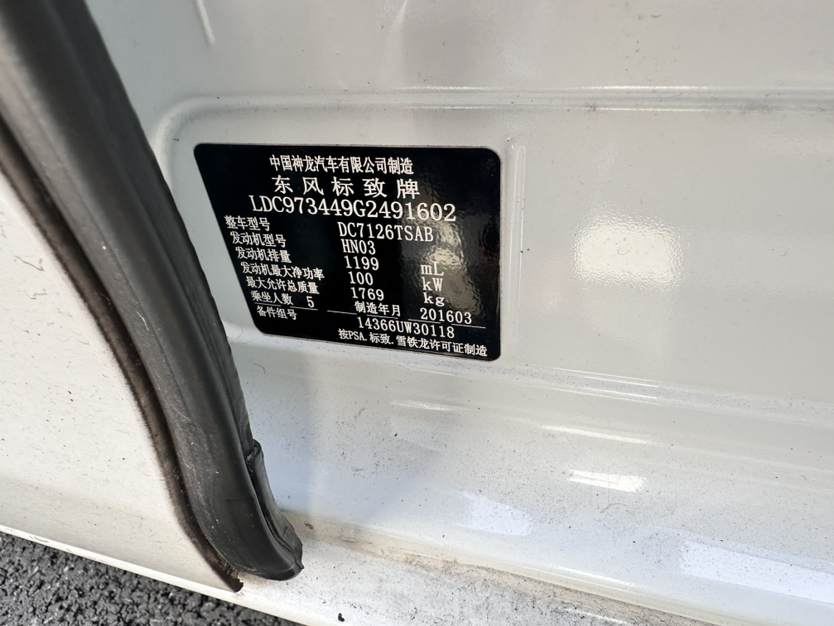 中国神龙汽车有限公司制造
东风标致牌
LDC973449G2491602
整车型号 DC7126TSAB
发动机型号 HN03
发动机排量 1199 mL
发动机最大净功率 100 kW
最大允许总质量 1769 kg
乘坐人数 5 制造年月 201603
备件组号 14366UW30118
按PSA.标致.雪铁龙许可证制造